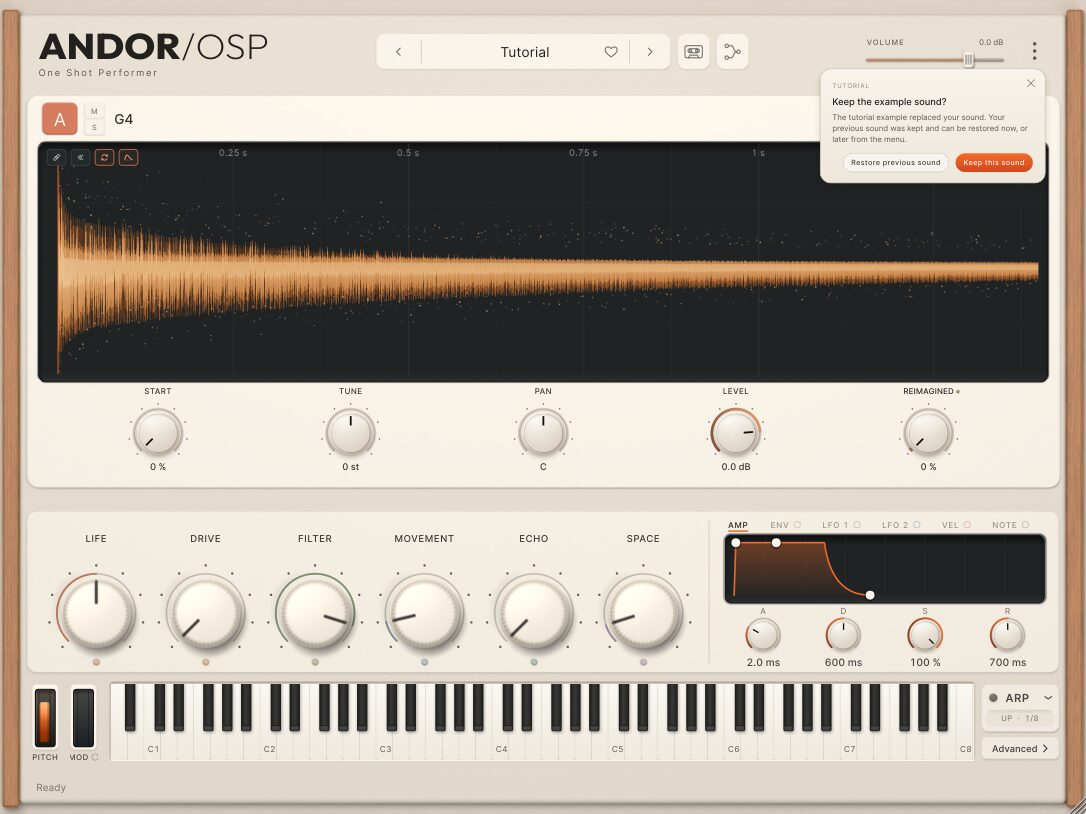 ANDOR/OSP
One Shot Performer
Tutorial
VOLUME 0.0 dB
TUTORIAL
Keep the example sound?
The tutorial example replaced your sound. Your
previous sound was kept and can be restored now, or
later from the menu.
Restore previous sound Keep this sound
A M S G4
0.25 s 0.5 s 0.75 s 1 s
START TUNE PAN LEVEL REIMAGINED
0 % 0 st C 0.0 dB 0 %
LIFE DRIVE FILTER MOVEMENT ECHO SPACE
AMP ENV LFO 1 LFO 2 VEL NOTE
A D S R
2.0 ms 600 ms 100 % 700 ms
ARP
UP · 1/8
Advanced
C1 C2 C3 C4 C5 C6 C7 C8
PITCH MOD
Ready